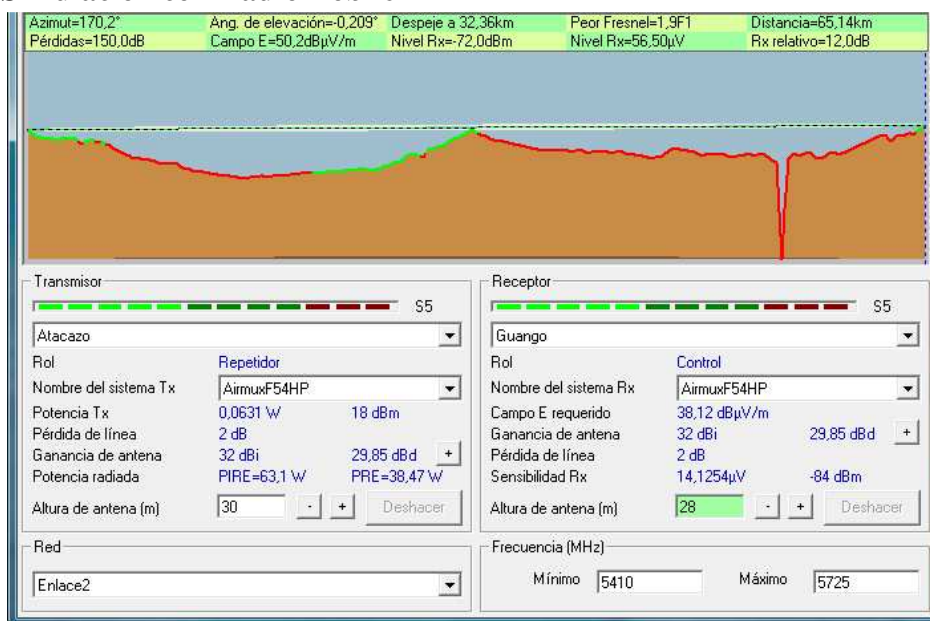 Azimut=170,2° Ang. de elevación=-0,209° Despeje a 32,36km Peor Fresnel=1,9F1 Distancia=65,14km
Pérdidas=150,0dB Campo E=50,2dBµV/m Nivel Rx=-72,0dBm Nivel Rx=56,50µV Rx relativo=12,0dB
Transmisor
S5
Atacazo
Rol Repetidor
Nombre del sistema Tx AirmuxF54HP
Potencia Tx 0,0631 W 18 dBm
Pérdida de línea 2 dB
Ganancia de antena 32 dBi 29,85 dBd +
Potencia radiada PIRE=63,1 W PRE=38,47 W
Altura de antena (m) 30 - + Deshacer
Red
Enlace2
Receptor
S5
Guango
Rol Control
Nombre del sistema Rx AirmuxF54HP
Campo E requerido 38,12 dBµV/m
Ganancia de antena 32 dBi 29,85 dBd +
Pérdida de línea 2 dB
Sensibilidad Rx 14,1254µV -84 dBm
Altura de antena (m) 28 - + Deshacer
Frecuencia (MHz)
Mínimo 5410 Máximo 5725